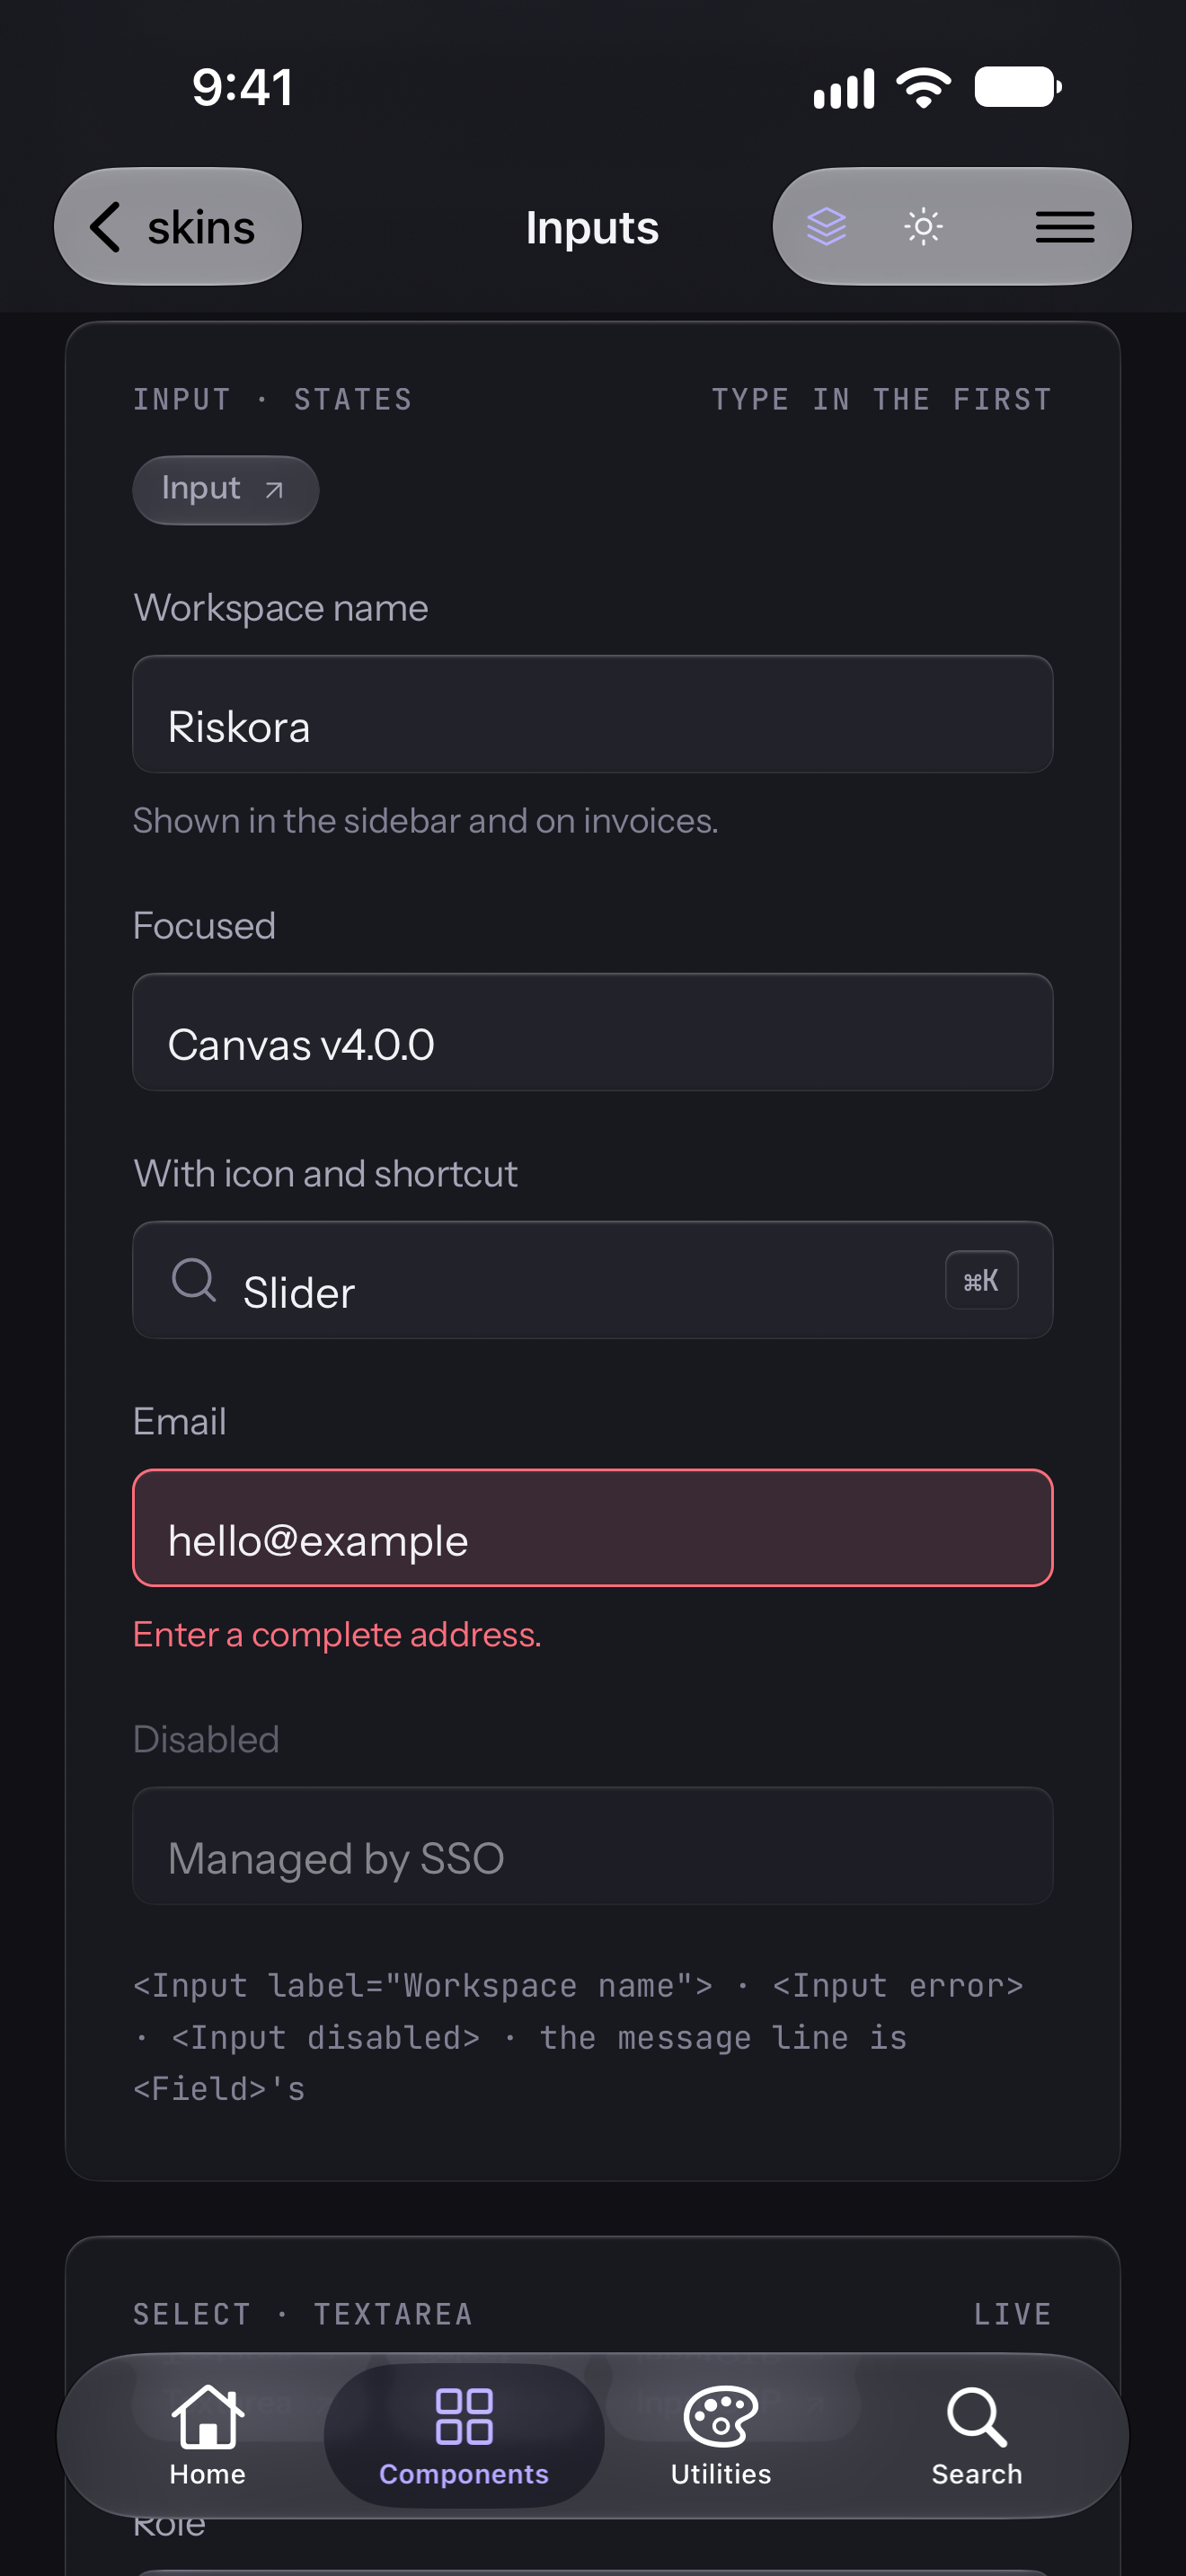 9:41
skins
Inputs
INPUT · STATES
TYPE IN THE FIRST
Input
Workspace name
Riskora
Shown in the sidebar and on invoices.
Focused
Canvas v4.0.0
With icon and shortcut
Slider
⌘K
Email
hello@example
Enter a complete address.
Disabled
Managed by SSO
<Input label="Workspace name"> · <Input error>
· <Input disabled> · the message line is
<Field>'s
SELECT · TEXTAREA
LIVE
Home
Components
Utilities
Search
Role